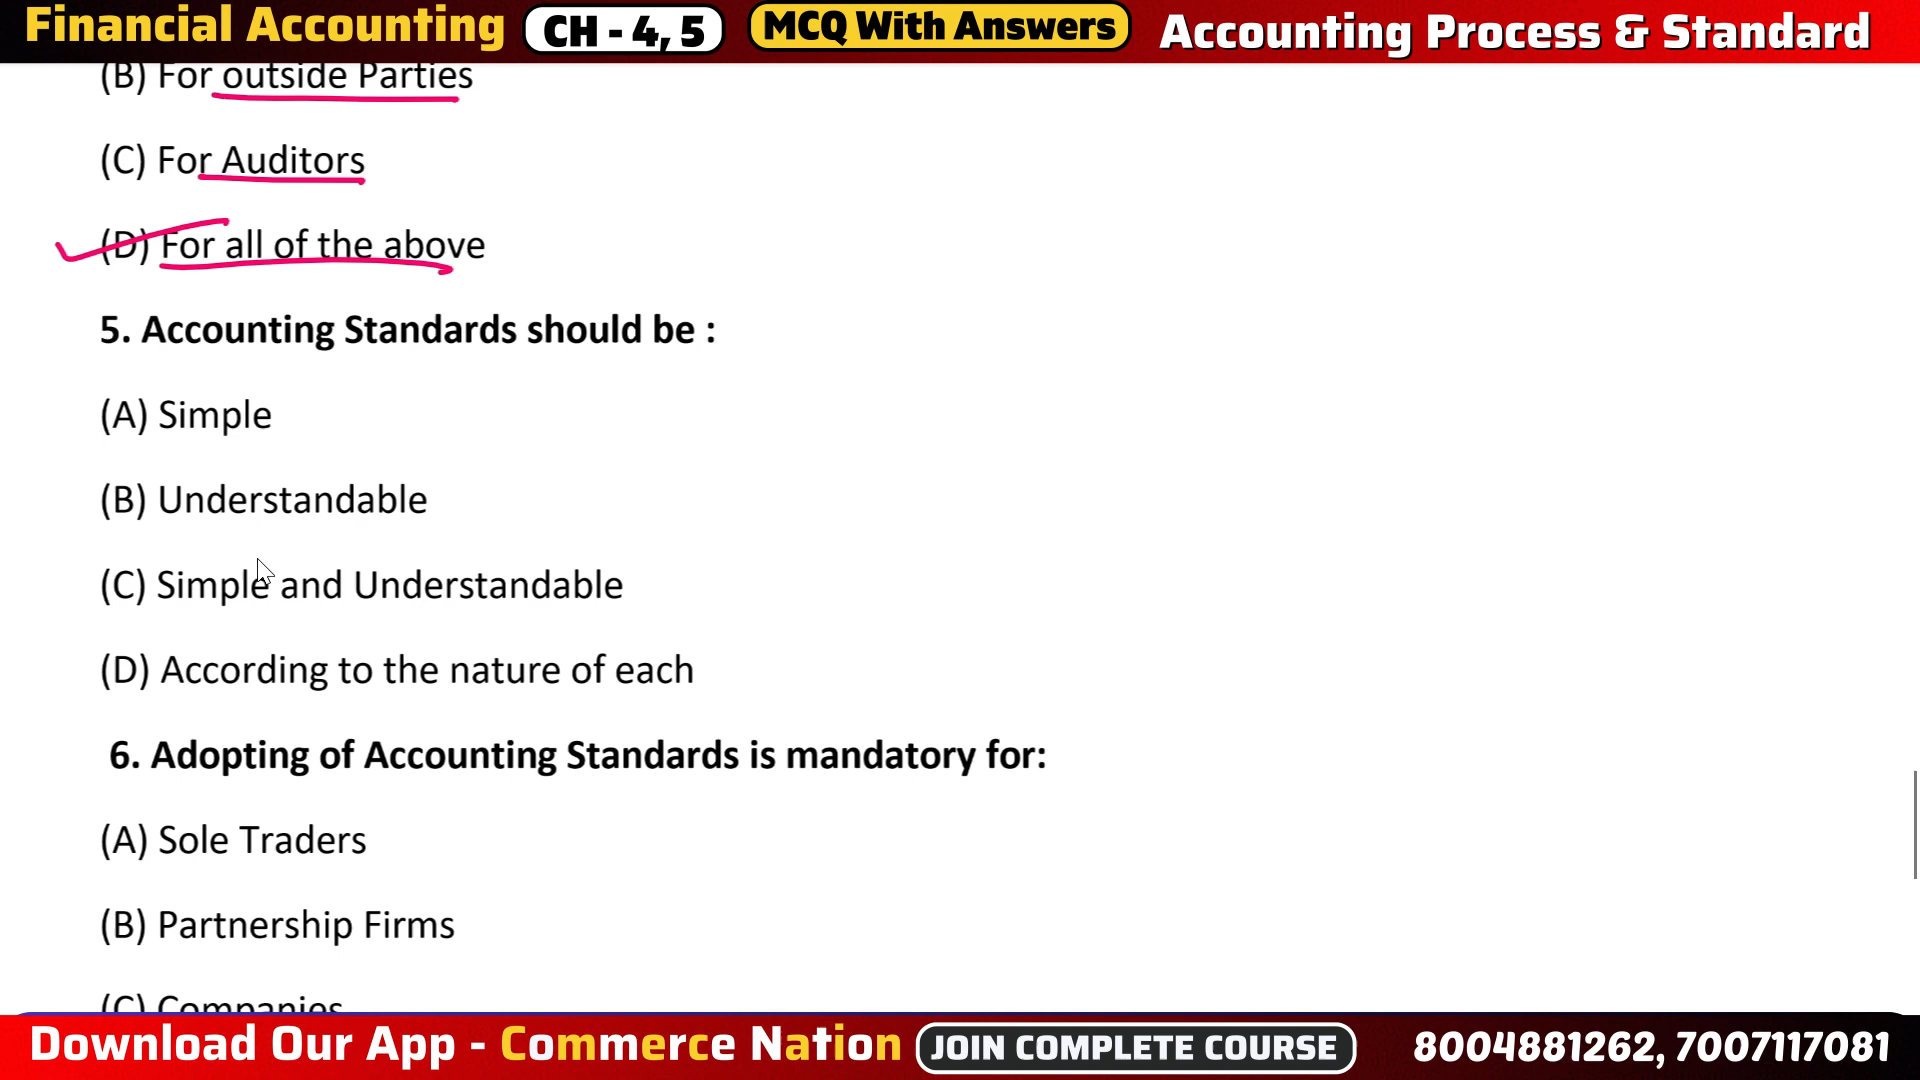 Financial Accounting CH - 4, 5 MCQ With Answers Accounting Process & Standard
(B) For outside Parties
(C) For Auditors
(D) For all of the above
5. Accounting Standards should be :
(A) Simple
(B) Understandable
(C) Simple and Understandable
(D) According to the nature of each
6. Adopting of Accounting Standards is mandatory for:
(A) Sole Traders
(B) Partnership Firms
(C) Companies
Download Our App - Commerce Nation JOIN COMPLETE COURSE 8004881262, 7007117081